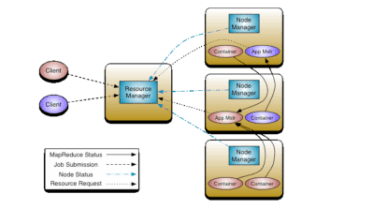 Node
Manager
Container
App Mstr
Client
Resource
Manager
Node
Manager
Client
App Mstr
Container
Node
Manager
MapReduce Status
Job Submission
Node Status
Resource Request
Container
Container